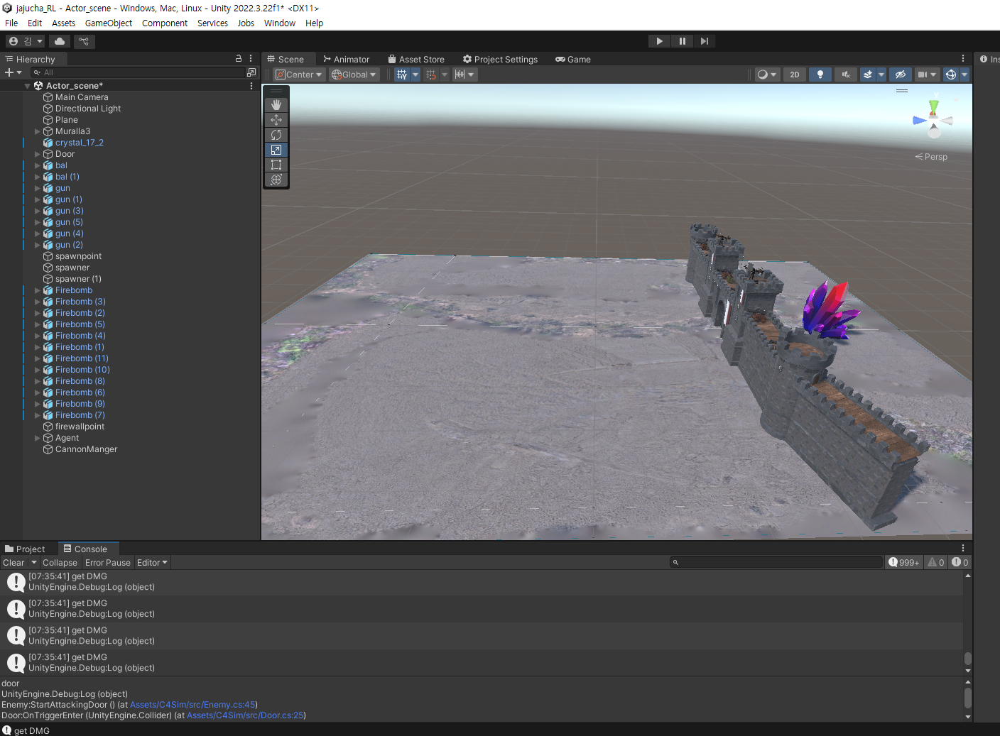 jajucha_RL - Actor_scene - Windows, Mac, Linux - Unity 2022.3.22f1* <DX11>
File Edit Assets GameObject Component Services Jobs Window Help
김
Hierarchy
Scene Animator Asset Store Project Settings Game
Ins
All
Center Global
2D
Actor_scene*
Main Camera
Directional Light
Plane
Muralla3
crystal_17_2
Door
bal
bal (1)
gun
gun (1)
gun (3)
gun (5)
gun (4)
gun (2)
spawnpoint
spawner
spawner (1)
Firebomb
Firebomb (3)
Firebomb (2)
Firebomb (5)
Firebomb (4)
Firebomb (1)
Firebomb (11)
Firebomb (10)
Firebomb (8)
Firebomb (6)
Firebomb (9)
Firebomb (7)
firewallpoint
Agent
CannonManger
y
< Persp
Project Console
Clear Collapse Error Pause Editor
999+ 0 0
[07:35:41] get DMG
UnityEngine.Debug:Log (object)
[07:35:41] get DMG
UnityEngine.Debug:Log (object)
[07:35:41] get DMG
UnityEngine.Debug:Log (object)
[07:35:41] get DMG
UnityEngine.Debug:Log (object)
door
UnityEngine.Debug:Log (object)
Enemy:StartAttackingDoor () (at Assets/C4Sim/src/Enemy.cs:45)
Door:OnTriggerEnter (UnityEngine.Collider) (at Assets/C4Sim/src/Door.cs:25)
get DMG